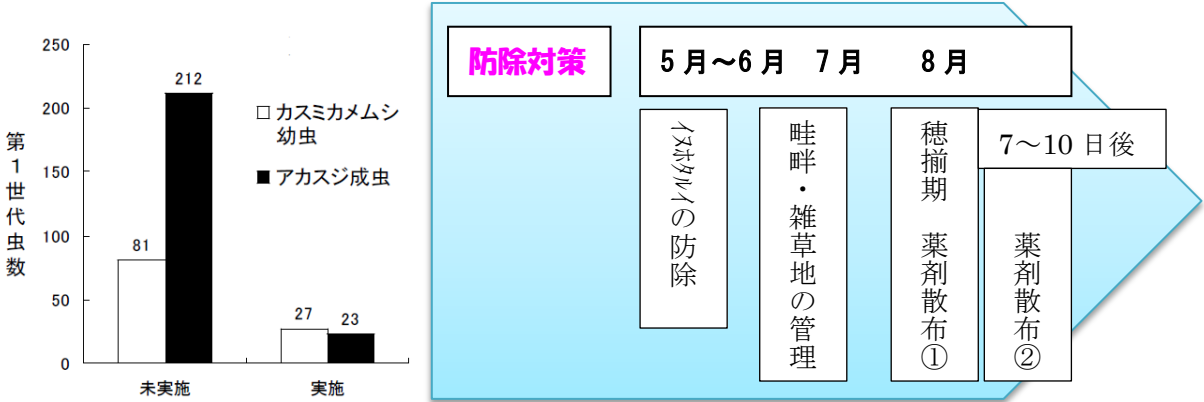 250
200
150
100
50
0
第1世代虫数
81
212
27
23
未実施
実施
カスミカメムシ
幼虫
アカスジ成虫
防除対策
5月~6月 7月 8月
イヌホタルイの防除
畦畔・雑草地の管理
穂揃期 薬剤散布①
7~10日後
薬剤散布②